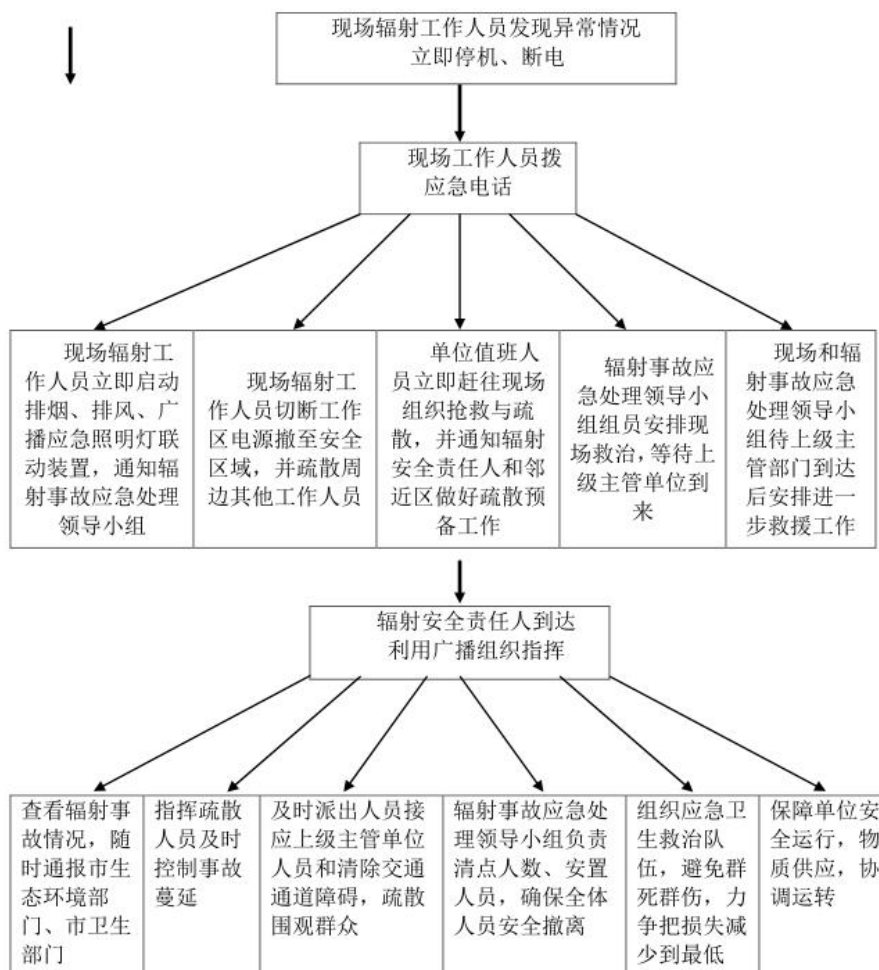 现场辐射工作人员发现异常情况
立即停机、断电
现场工作人员拨
应急电话
现场辐射工
作人员立即启动
排烟、排风、广
播应急照明灯联
动装置，通知辐
射事故应急处理
领导小组
现场辐射工
作人员切断工作
区电源撤至安全
区域，并疏散周
边其他工作人员
单位值班人
员立即赶往现场
组织抢救与疏
散，并通知辐射
安全责任人和邻
近区做好疏散预
备工作
辐射事故应
急处理领导小
组组员安排现
场救治，等待上
级主管单位到
来
现场和辐
射事故应急
处理领导小
组待上级主
管部门到达
后安排进一
步救援工作
辐射安全责任人到达
利用广播组织指挥
查看辐射事
故情况，随
时通报市生
态环境部
门、市卫生
部门
指挥疏散
人员及时
控制事故
蔓延
及时派出人员接
应上级主管单位
人员和清除交通
通道障碍，疏散
围观群众
辐射事故应急处
理领导小组负责
清点人数、安置
人员，确保全体
人员安全撤离
组织应急卫
生救治队
伍，避免群
死群伤，力
争把损失减
少到最低
保障单位安
全运行，物
质供应，协
调运转